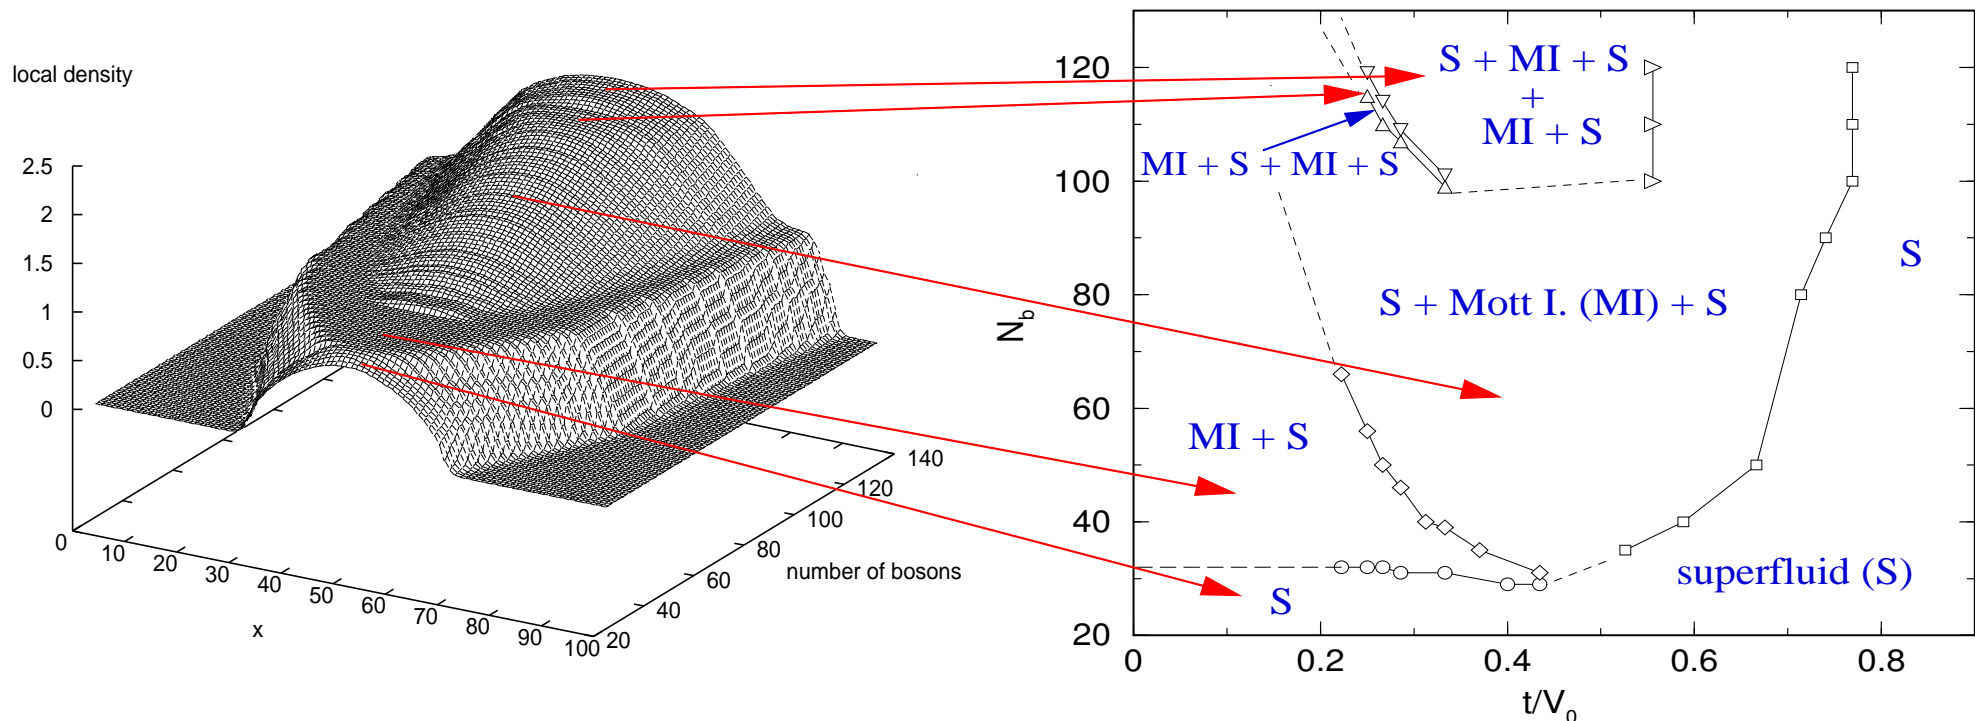 local density
2.5
2
1.5
1
0.5
0
0
10
20
30
40
50
60
70
80
90
100
x
20
40
60
80
100
120
140
number of bosons
120
100
80
60
40
20
N_b
0
0.2
0.4
0.6
0.8
t/V_0
S + MI + S
+
MI + S
MI + S + MI + S
S
S + Mott I. (MI) + S
MI + S
superfluid (S)
S